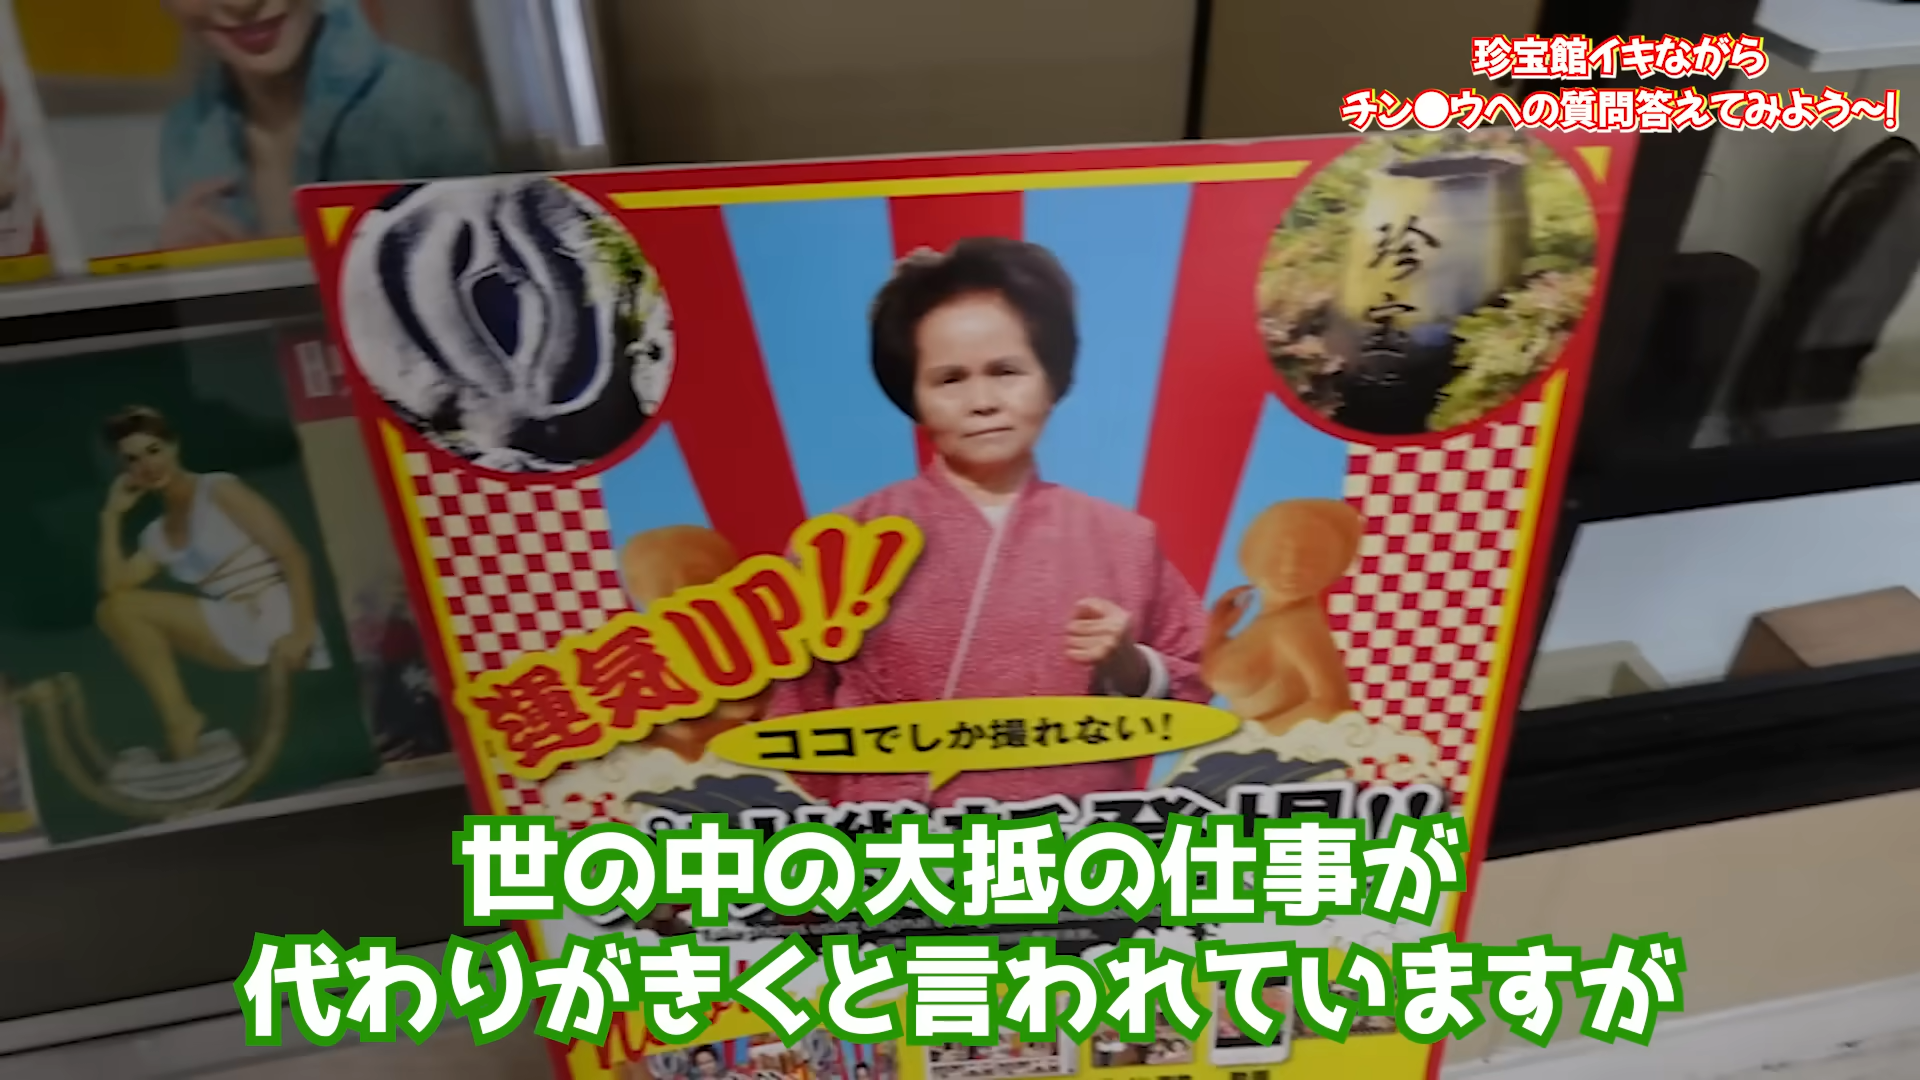 珍宝館イキながら
チン●ウへの質問答えてみよう～!
珍
宝
運気UP!!
ココでしか撮れない!
世の中の大抵の仕事が
代わりがきくと言われていますが